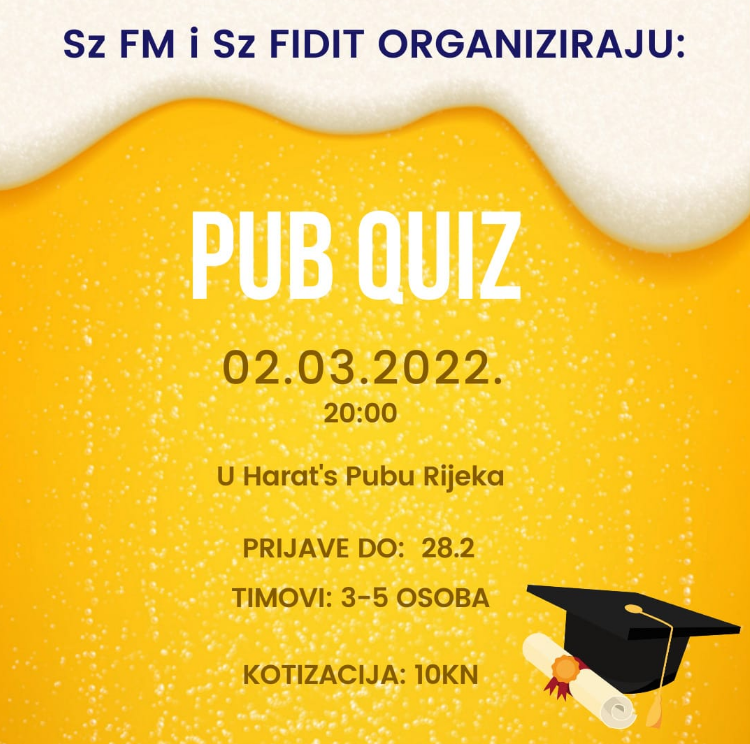 Sz FM i Sz FIDIT ORGANIZIRAJU:
PUB QUIZ
02.03.2022.
20:00
U Harat's Pubu Rijeka
PRIJAVE DO: 28.2
TIMOVI: 3-5 OSOBA
KOTIZACIJA: 10KN